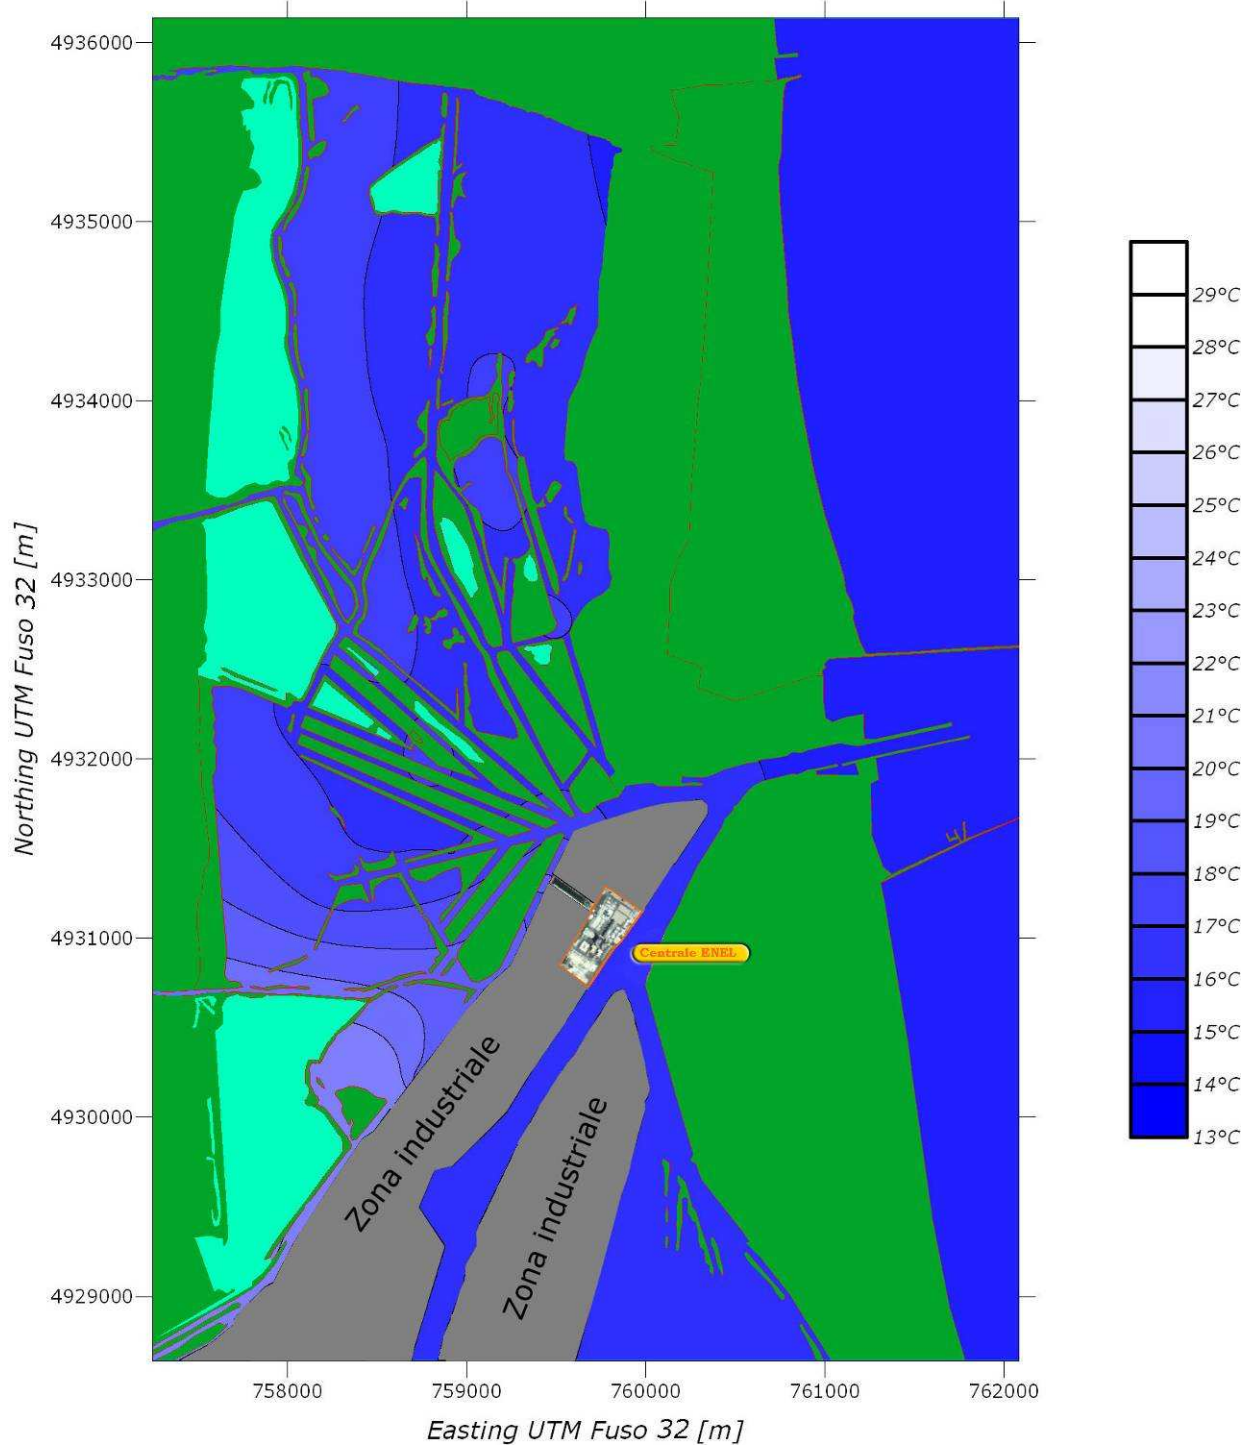 4936000
4935000
4934000
4933000
4932000
4931000
4930000
4929000
Northing UTM Fuso 32 [m]
758000
759000
760000
761000
762000
Easting UTM Fuso 32 [m]
Centrale ENEL
Zona industriale
Zona industriale
29°C
28°C
27°C
26°C
25°C
24°C
23°C
22°C
21°C
20°C
19°C
18°C
17°C
16°C
15°C
14°C
13°C